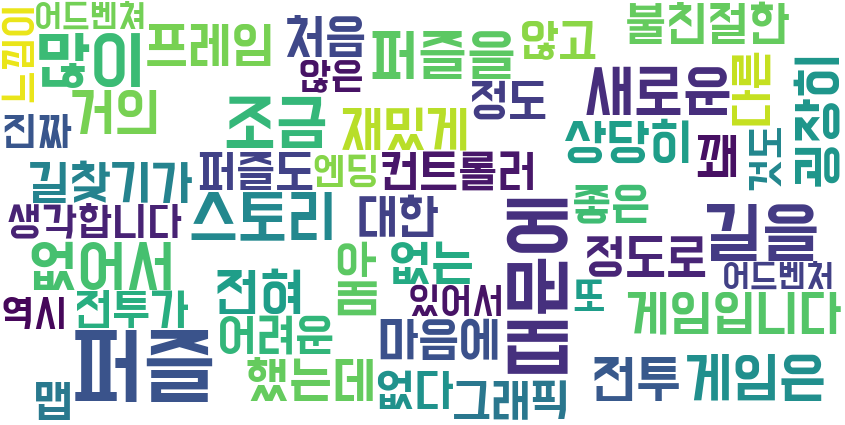 어드벤쳐
느낌이
많이
프레임
처음
퍼즐을
않고
불친절한
않은
다른
거의
조금
재밌게
정도
새로운
굉장히
진짜
상당히
꽤
것도
길찾기가
퍼즐도
엔딩
컨트롤러
생각합니다
스토리
대한
때문에
좋은
길을
없어서
없는
정도로
어드벤처
역시
전투가
전혀
있어서
또
게임입니다
어려운
마음에
퍼즐
했는데
없다
그래픽
맵
전투
게임은